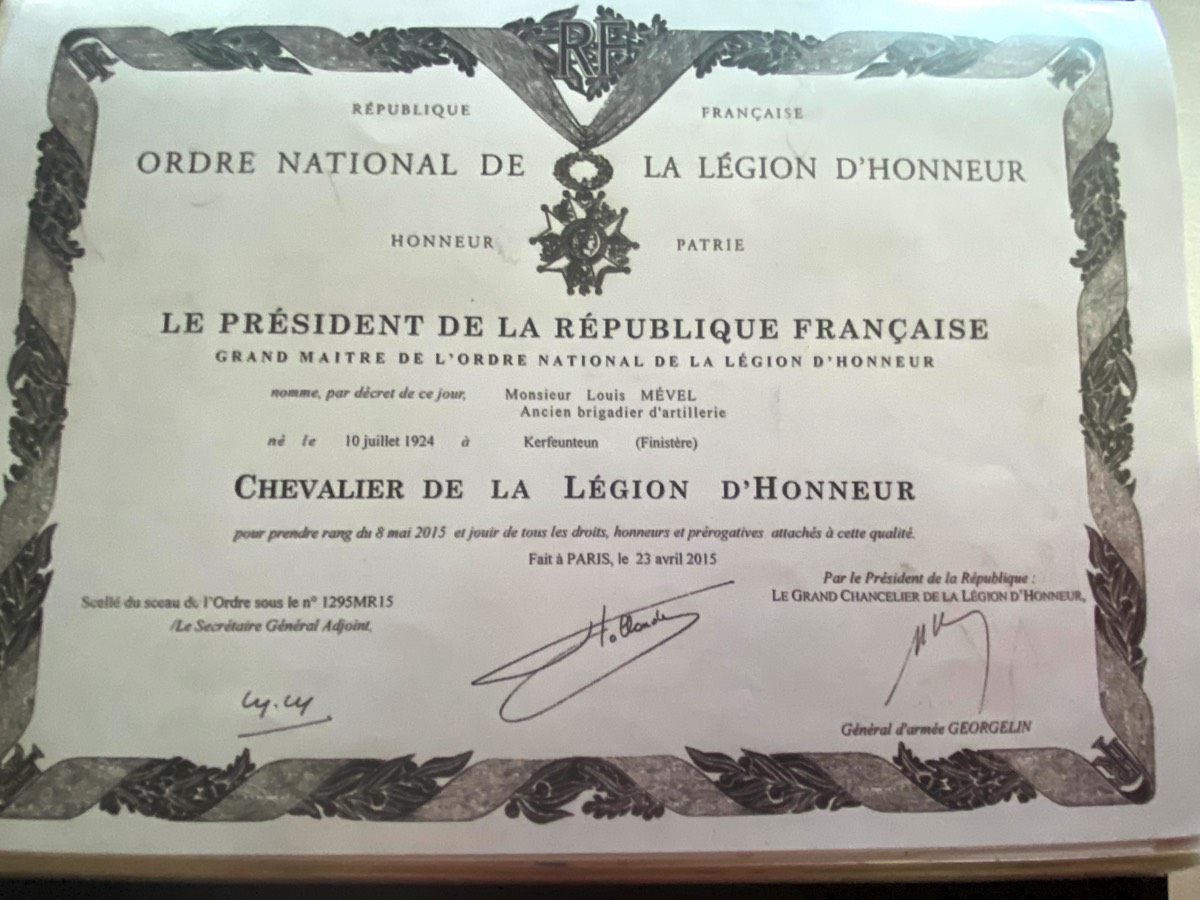 RF
RÉPUBLIQUE FRANÇAISE
ORDRE NATIONAL DE LA LÉGION D'HONNEUR
HONNEUR PATRIE
LE PRÉSIDENT DE LA RÉPUBLIQUE FRANÇAISE
GRAND MAITRE DE L'ORDRE NATIONAL DE LA LÉGION D'HONNEUR
nomme, par décret de ce jour, Monsieur Louis MÉVEL
Ancien brigadier d'artillerie
né le 10 juillet 1924 à Kerfeunteun (Finistère)
CHEVALIER DE LA LÉGION D'HONNEUR
pour prendre rang du 8 mai 2015 et jouir de tous les droits, honneurs et prérogatives attachés à cette qualité.
Fait à PARIS, le 23 avril 2015
Par le Président de la République :
LE GRAND CHANCELIER DE LA LÉGION D'HONNEUR,
Scellé du sceau de l'Ordre sous le n° 1295MR15
/Le Secrétaire Général Adjoint,
Hollande
Général d'armée GEORGELIN